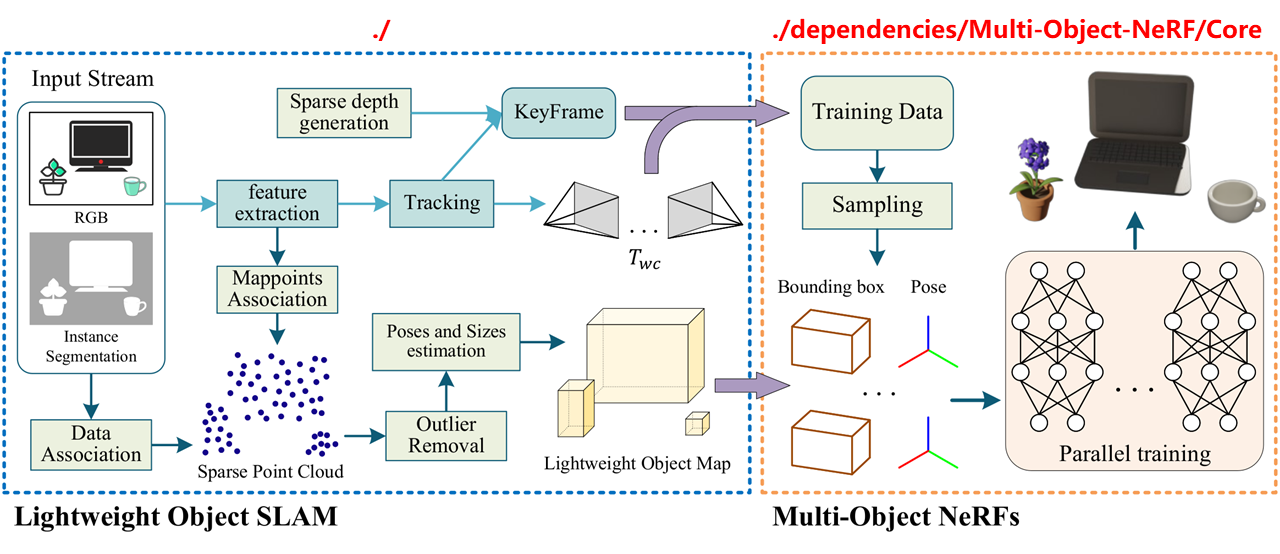 ./
./dependencies/Multi-Object-NeRF/Core
Input Stream
RGB
Instance
Segmentation
Sparse depth
generation
KeyFrame
feature
extraction
Tracking
. . .
T_wc
Mappoints
Association
Poses and Sizes
estimation
Data
Association
Sparse Point Cloud
Outlier
Removal
Lightweight Object Map
Lightweight Object SLAM
Training Data
Sampling
Bounding box
Pose
. . .
. . .
Parallel training
Multi-Object NeRFs